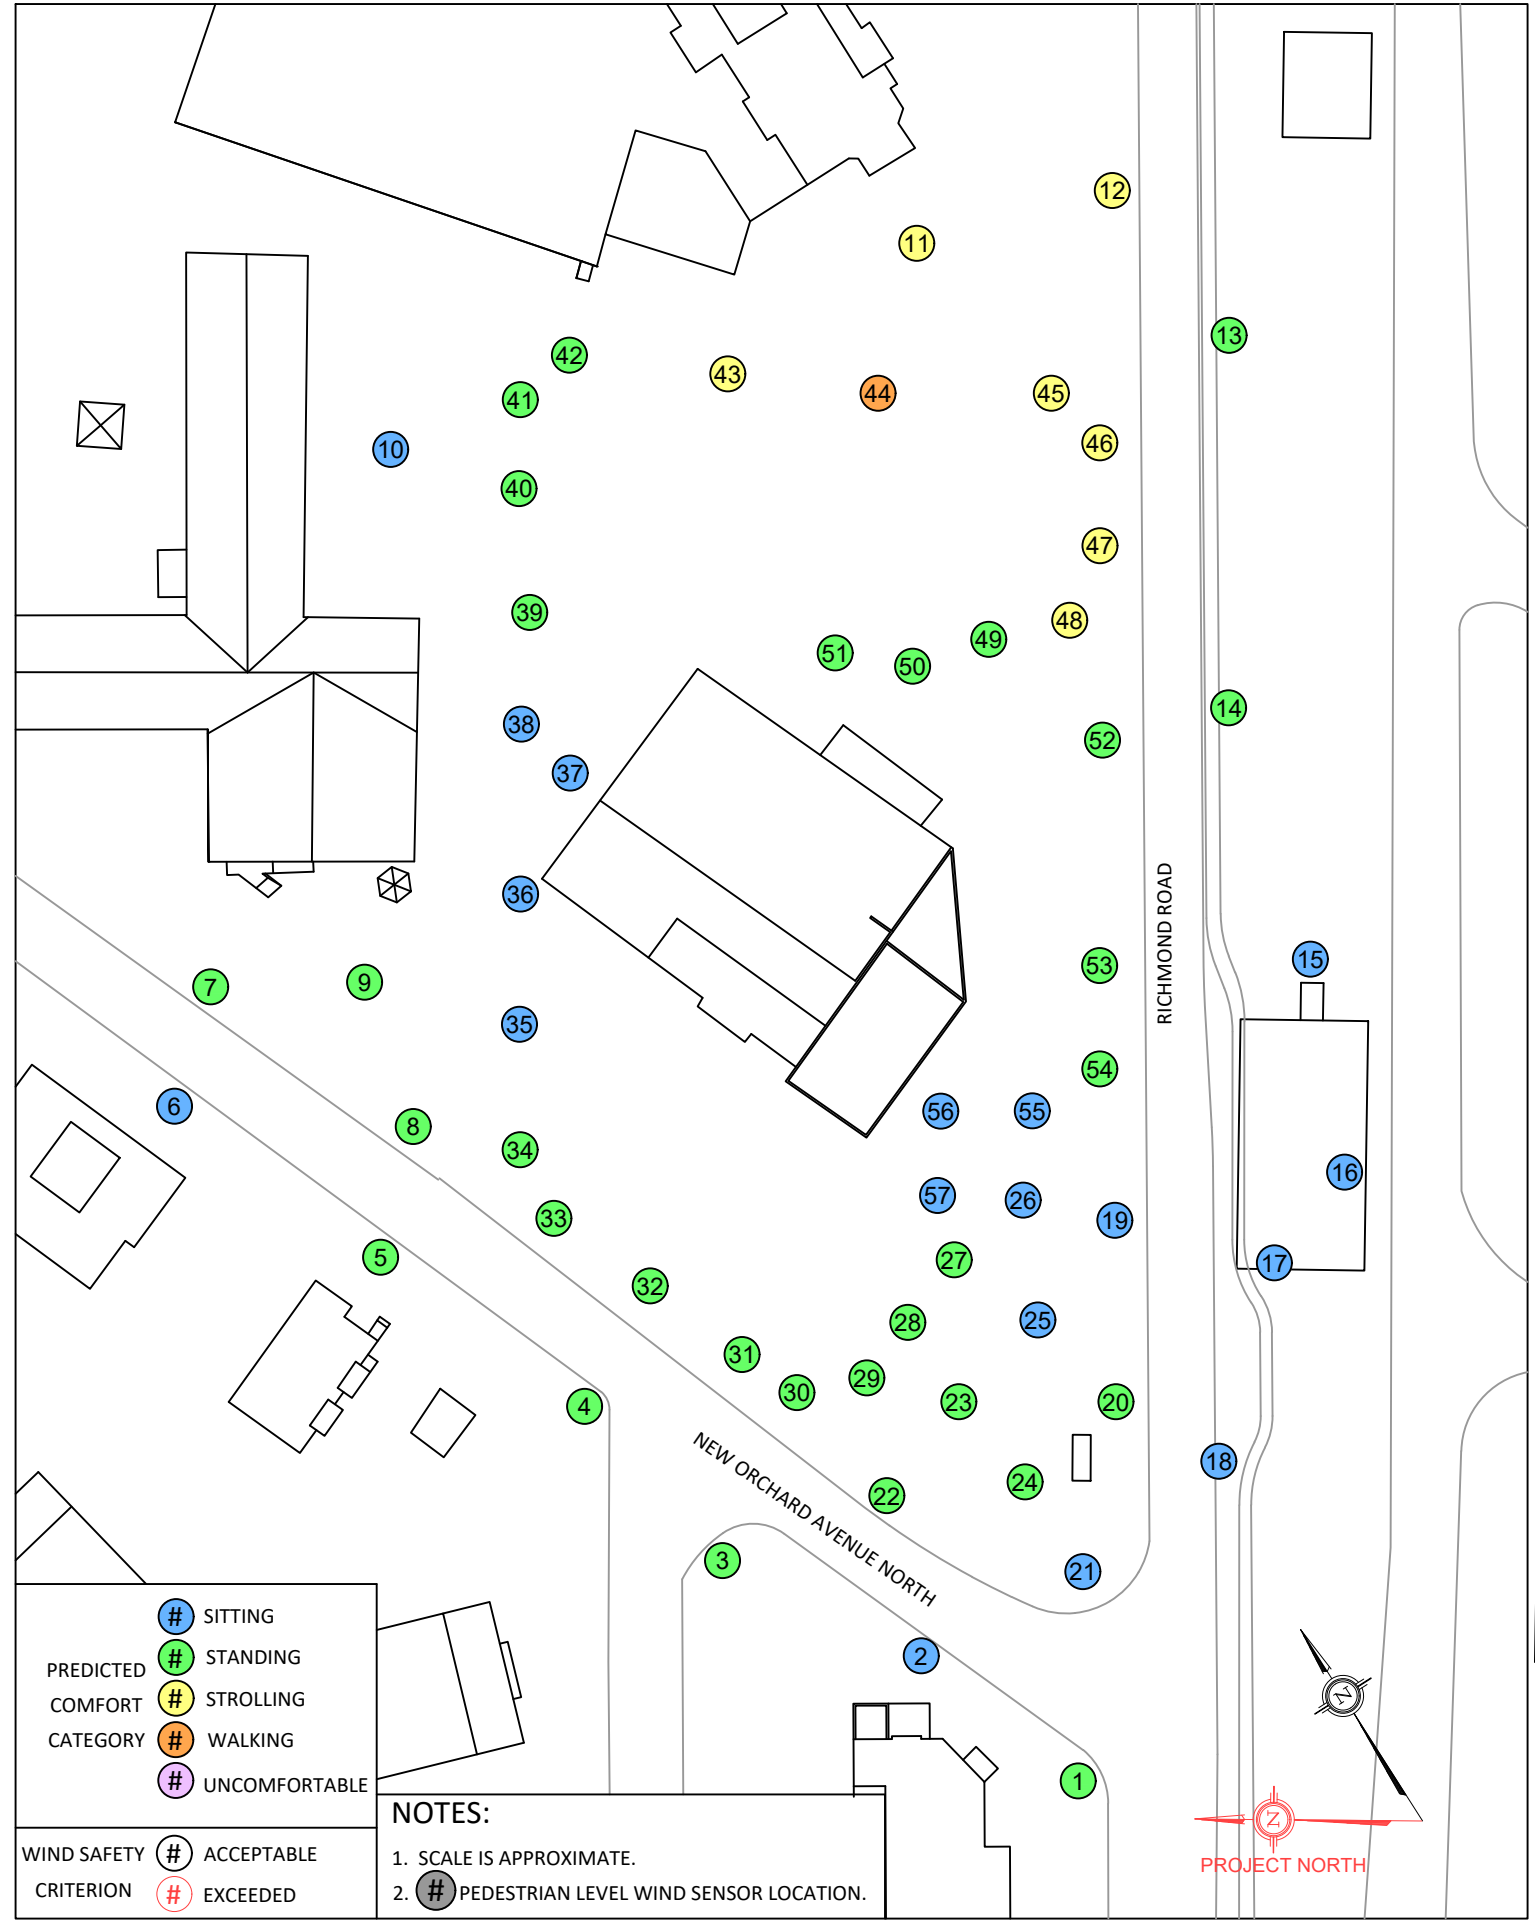 12
11
13
42
43
44
45
41
46
10
40
47
39
48
49
51
50
14
38
52
37
RICHMOND ROAD
36
15
53
9
7
35
54
6
56
55
8
34
16
57
26
33
19
5
27
17
32
25
28
31
29
30
23
20
4
18
NEW ORCHARD AVENUE NORTH
24
22
3
21
2
1
N
Z
PROJECT NORTH
PREDICTED
COMFORT
CATEGORY
# SITTING
# STANDING
# STROLLING
# WALKING
# UNCOMFORTABLE
WIND SAFETY
CRITERION
# ACCEPTABLE
# EXCEEDED
NOTES:
1. SCALE IS APPROXIMATE.
2. # PEDESTRIAN LEVEL WIND SENSOR LOCATION.